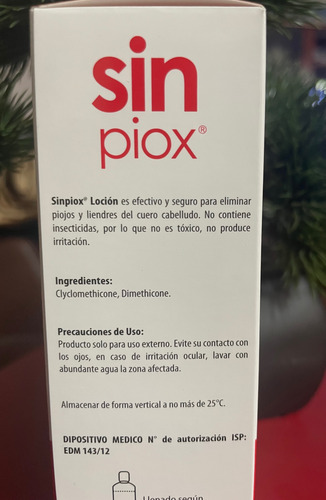 sin
piox®
Sinpiox® Loción es efectivo y seguro para eliminar
piojos y liendres del cuero cabelludo. No contiene
insecticidas, por lo que no es tóxico, no produce
irritación.
Ingredientes:
Clyclomethicone, Dimethicone.
Precauciones de Uso:
Producto solo para uso externo. Evite su contacto con
los ojos, en caso de irritación ocular, lavar con
abundante agua la zona afectada.
Almacenar de forma vertical a no más de 25°C.
DIPOSITIVO MEDICO N° de autorización ISP:
EDM 143/12
Llenado según